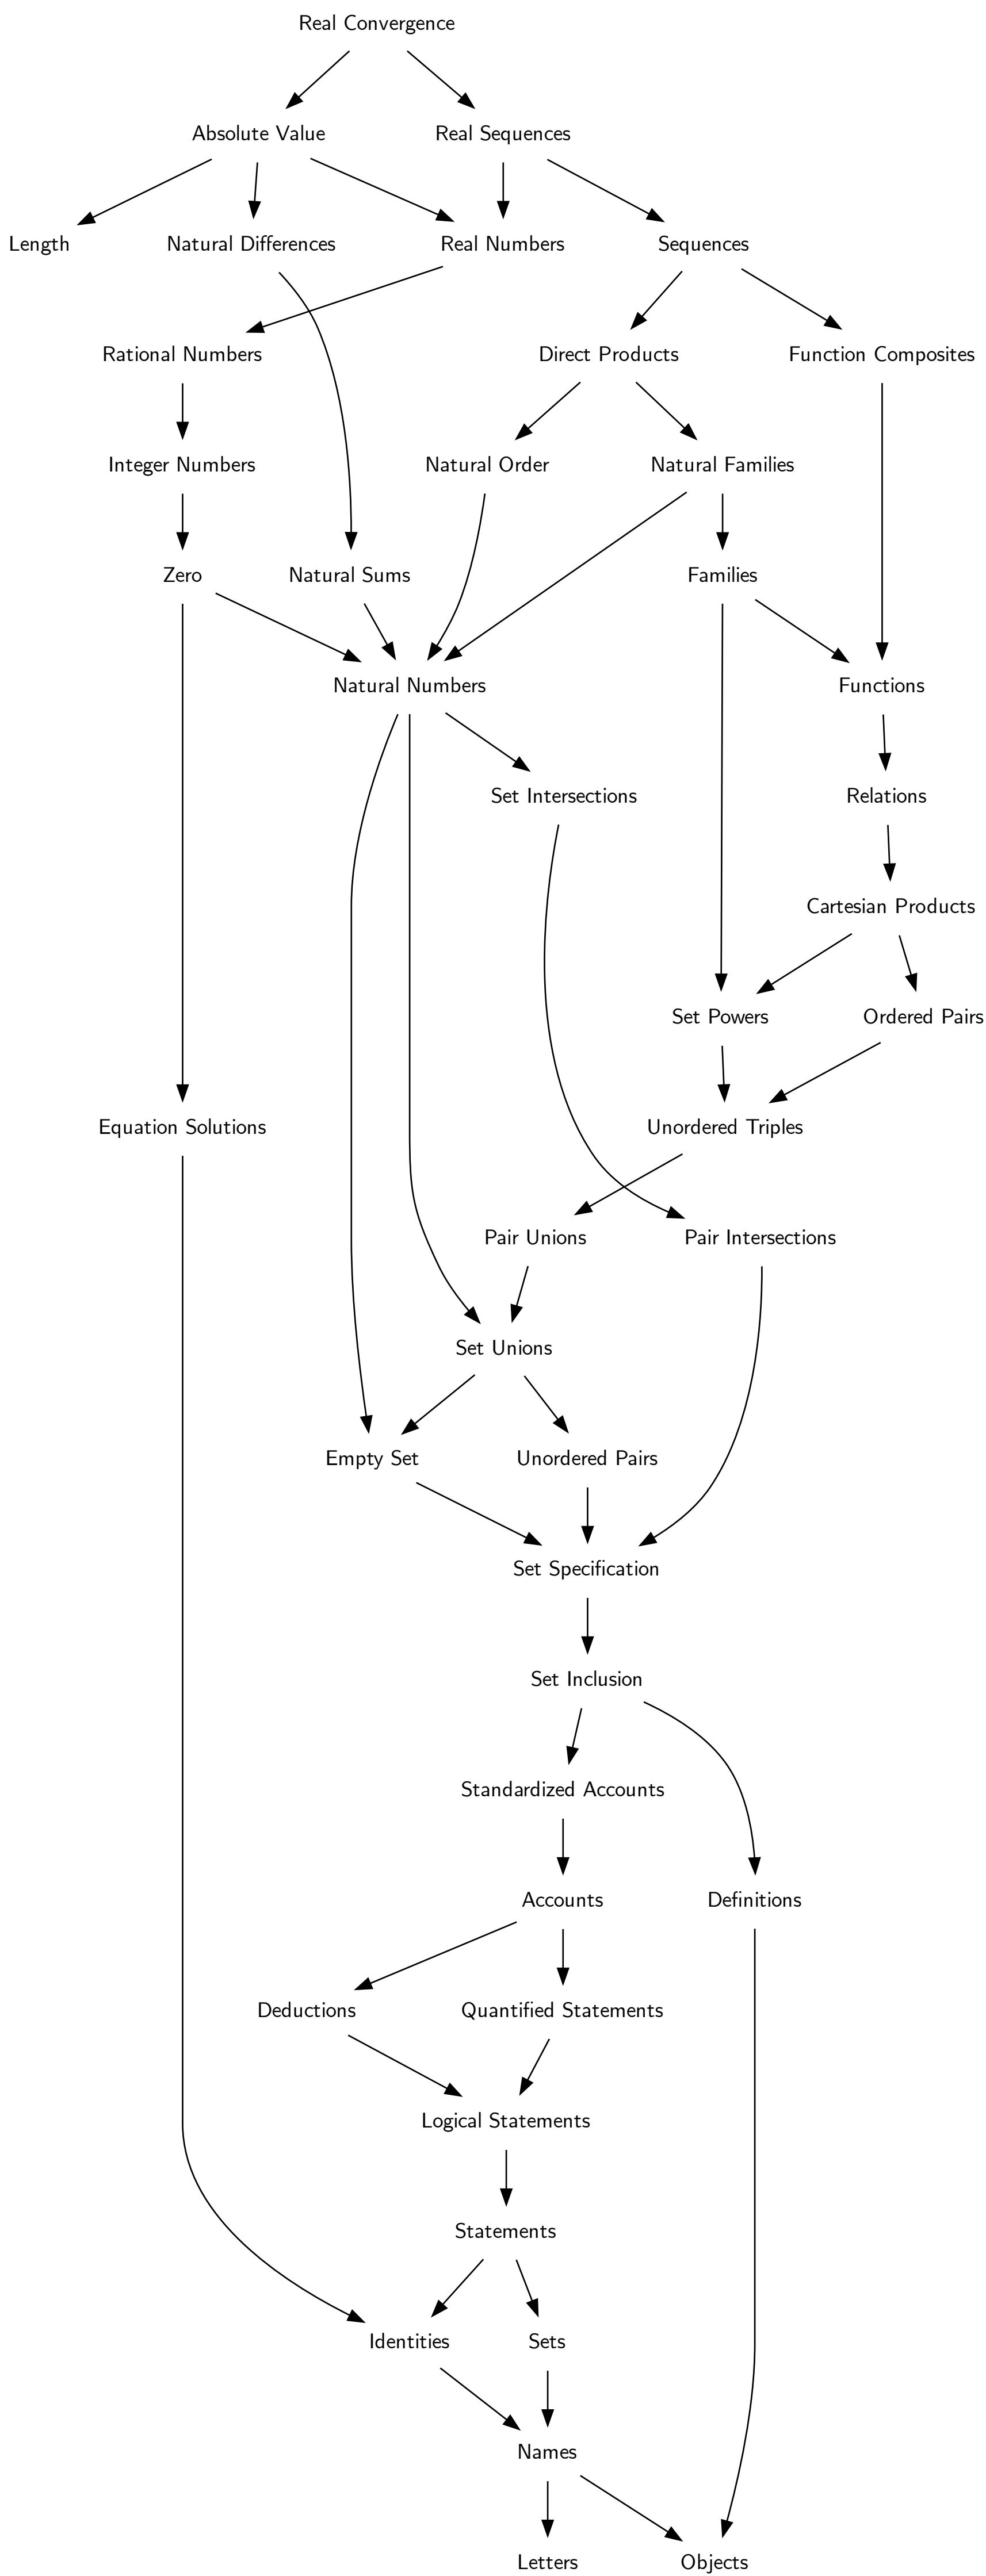 Real Convergence
Absolute Value
Real Sequences
Length
Natural Differences
Real Numbers
Sequences
Rational Numbers
Direct Products
Function Composites
Integer Numbers
Natural Order
Natural Families
Zero
Natural Sums
Families
Natural Numbers
Functions
Set Intersections
Relations
Cartesian Products
Set Powers
Ordered Pairs
Equation Solutions
Unordered Triples
Pair Unions
Pair Intersections
Set Unions
Empty Set
Unordered Pairs
Set Specification
Set Inclusion
Standardized Accounts
Accounts
Definitions
Deductions
Quantified Statements
Logical Statements
Statements
Identities
Sets
Names
Letters
Objects